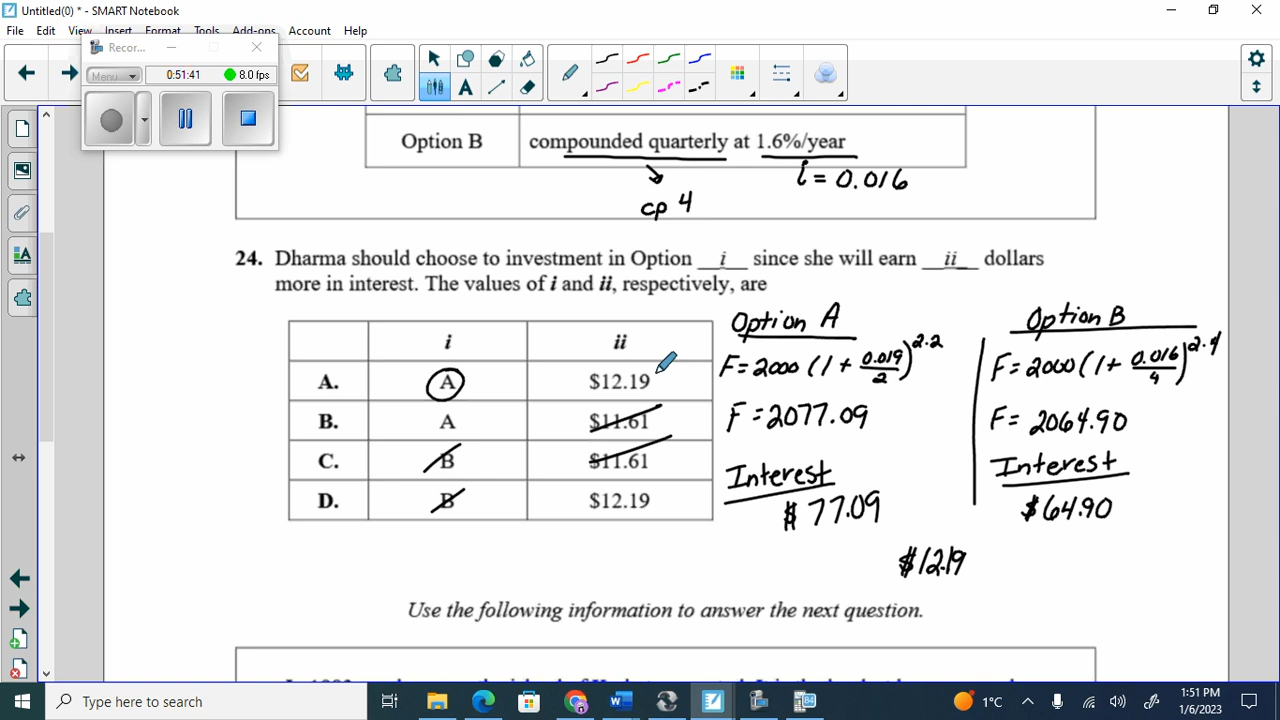 Untitled(0) * - SMART Notebook
File Edit View Insert Format Tools Add-ons Account Help
Recor...
Menu 0:51:41 8.0 fps
Option B compounded quarterly at 1.6%/year
i = 0.016
cp 4
24. Dharma should choose to investment in Option __i__ since she will earn __ii__ dollars
more in interest. The values of i and ii, respectively, are
i ii
A. A $12.19
B. A $11.61
C. B $11.61
D. B $12.19
Option A
F = 2000 (1 + 0.019/2)^2·2
F = 2077.09
Interest
$ 77.09
Option B
F = 2000 (1 + 0.016/4)^2·4
F = 2064.90
Interest
$64.90
$12.19
Use the following information to answer the next question.
Type here to search
1°C
1:51 PM
1/6/2023